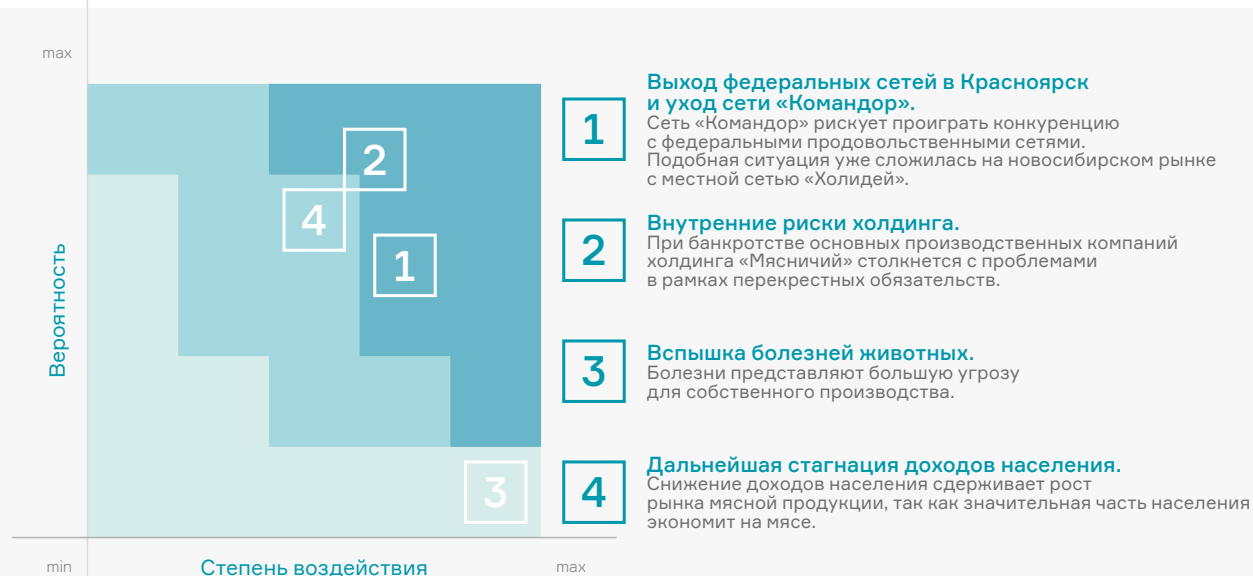 max
Вероятность
2
4
1
3
min
Степень воздействия
max
1
Выход федеральных сетей в Красноярск
и уход сети «Командор».
Сеть «Командор» рискует проиграть конкуренцию
с федеральными продовольственными сетями.
Подобная ситуация уже сложилась на новосибирском рынке
с местной сетью «Холидей».
2
Внутренние риски холдинга.
При банкротстве основных производственных компаний
холдинга «Мясничий» столкнется с проблемами
в рамках перекрестных обязательств.
3
Вспышка болезней животных.
Болезни представляют большую угрозу
для собственного производства.
4
Дальнейшая стагнация доходов населения.
Снижение доходов населения сдерживает рост
рынка мясной продукции, так как значительная часть населения
экономит на мясе.